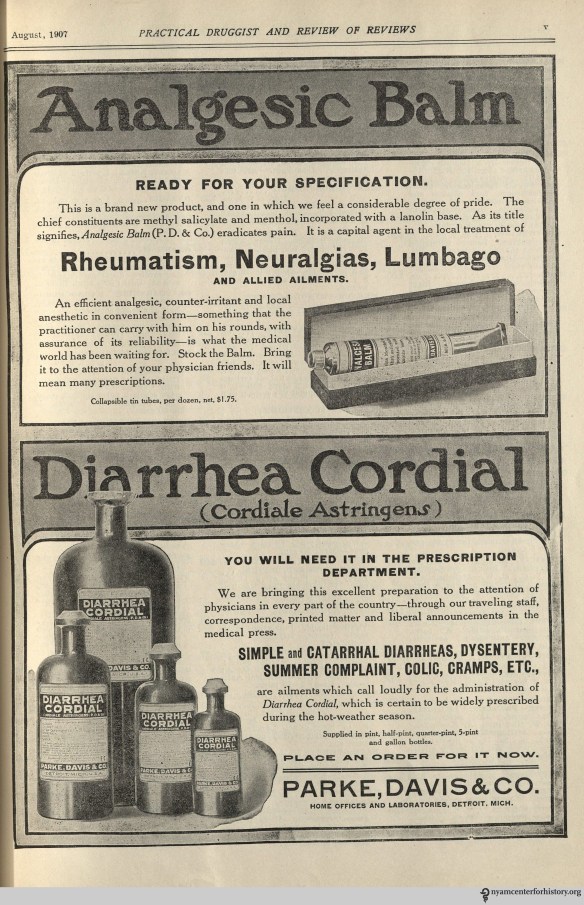 August, 1907
PRACTICAL DRUGGIST AND REVIEW OF REVIEWS
v
Analgesic Balm
READY FOR YOUR SPECIFICATION.
This is a brand new product, and one in which we feel a considerable degree of pride. The
chief constituents are methyl salicylate and menthol, incorporated with a lanolin base. As its title
signifies, Analgesic Balm (P. D. & Co.) eradicates pain. It is a capital agent in the local treatment of
Rheumatism, Neuralgias, Lumbago
AND ALLIED AILMENTS.
An efficient analgesic, counter-irritant and local
anesthetic in convenient form—something that the
practitioner can carry with him on his rounds, with
assurance of its reliability—is what the medical
world has been waiting for. Stock the Balm. Bring
it to the attention of your physician friends. It will
mean many prescriptions.
Collapsible tin tubes, per dozen, net, $1.75.
BALM
Diarrhea Cordial
(Cordiale Astringens)
YOU WILL NEED IT IN THE PRESCRIPTION
DEPARTMENT.
We are bringing this excellent preparation to the attention of
physicians in every part of the country—through our traveling staff,
correspondence, printed matter and liberal announcements in the
medical press.
SIMPLE and CATARRHAL DIARRHEAS, DYSENTERY,
SUMMER COMPLAINT, COLIC, CRAMPS, ETC.,
are ailments which call loudly for the administration of
Diarrhea Cordial, which is certain to be widely prescribed
during the hot-weather season.
Supplied in pint, half-pint, quarter-pint, 5-pint
and gallon bottles.
PLACE AN ORDER FOR IT NOW.
PARKE, DAVIS & CO.
HOME OFFICES AND LABORATORIES, DETROIT, MICH.
DIARRHEA
CORDIAL
DAVIS & CO.
DIARRHEA
CORDIAL
PARKE, DAVIS & CO.
DIARRHEA
CORDIAL
PARKE, DAVIS &
DIARRHEA
CORDIAL
PARKE, DAVIS & CO.
nyamcenterforhistory.org